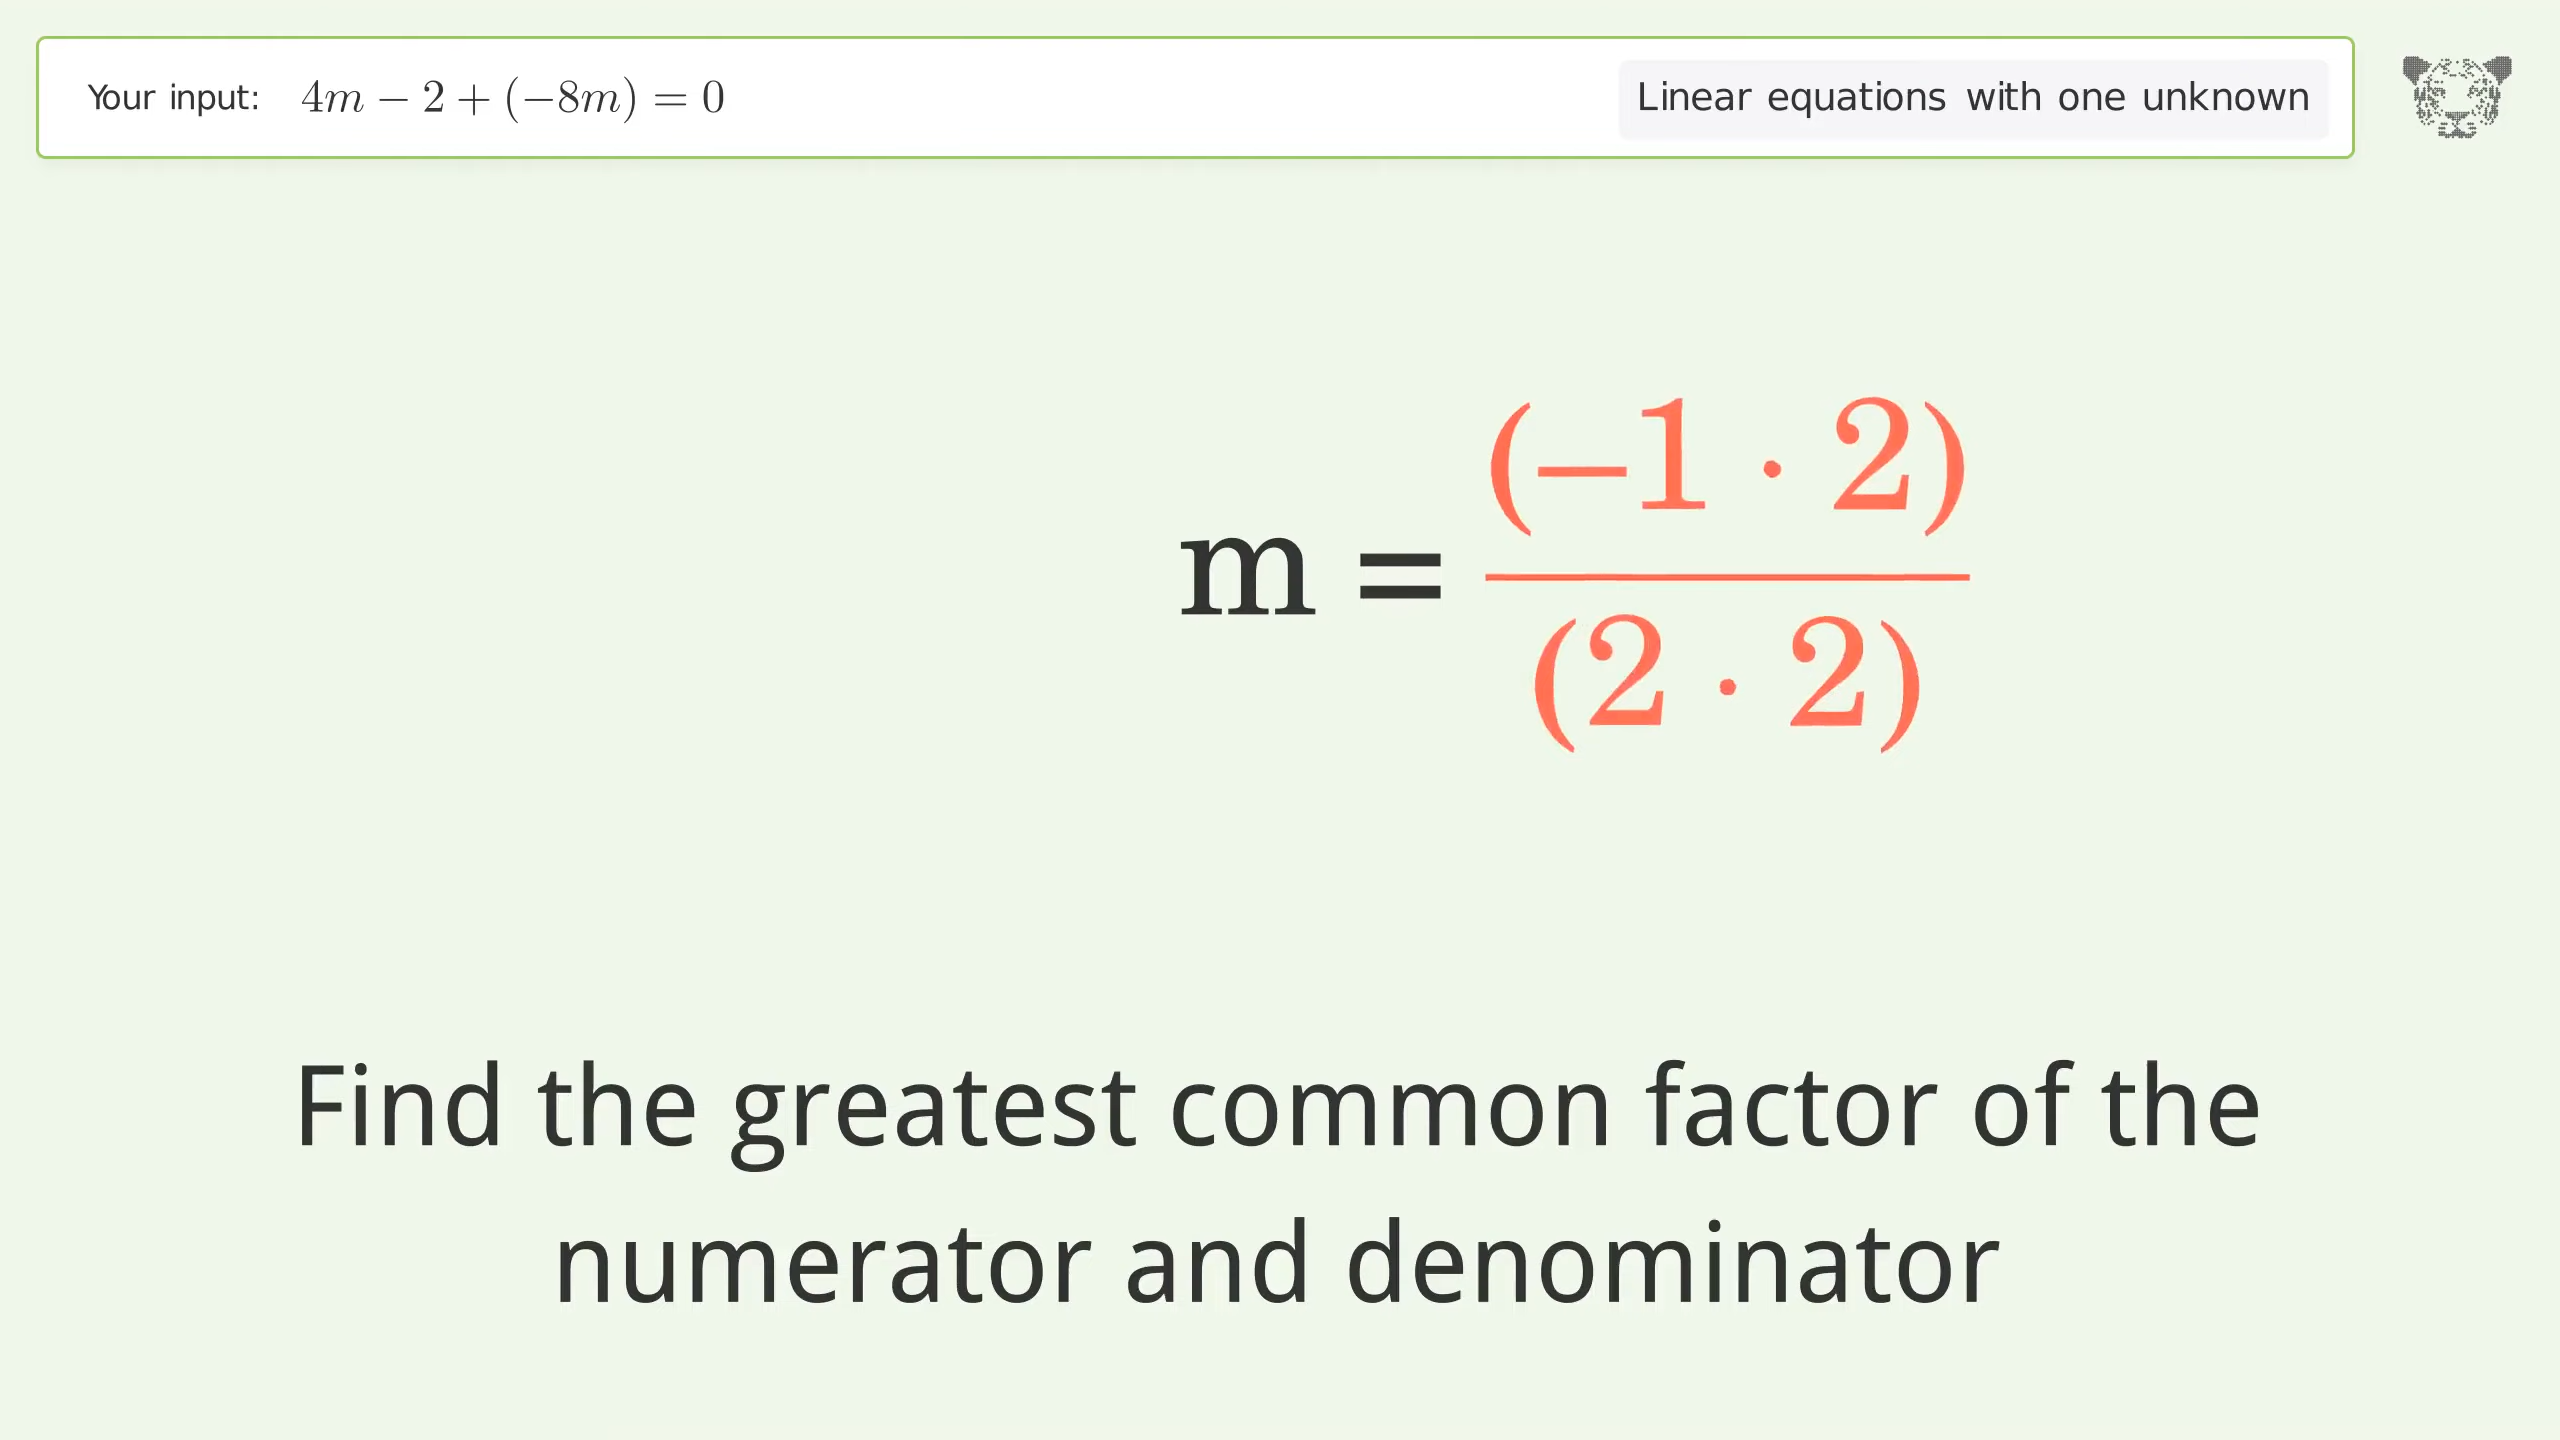 Your input: 4m − 2 + (−8m) = 0
Linear equations with one unknown
m = (−1 · 2)
(2 · 2)
Find the greatest common factor of the
numerator and denominator